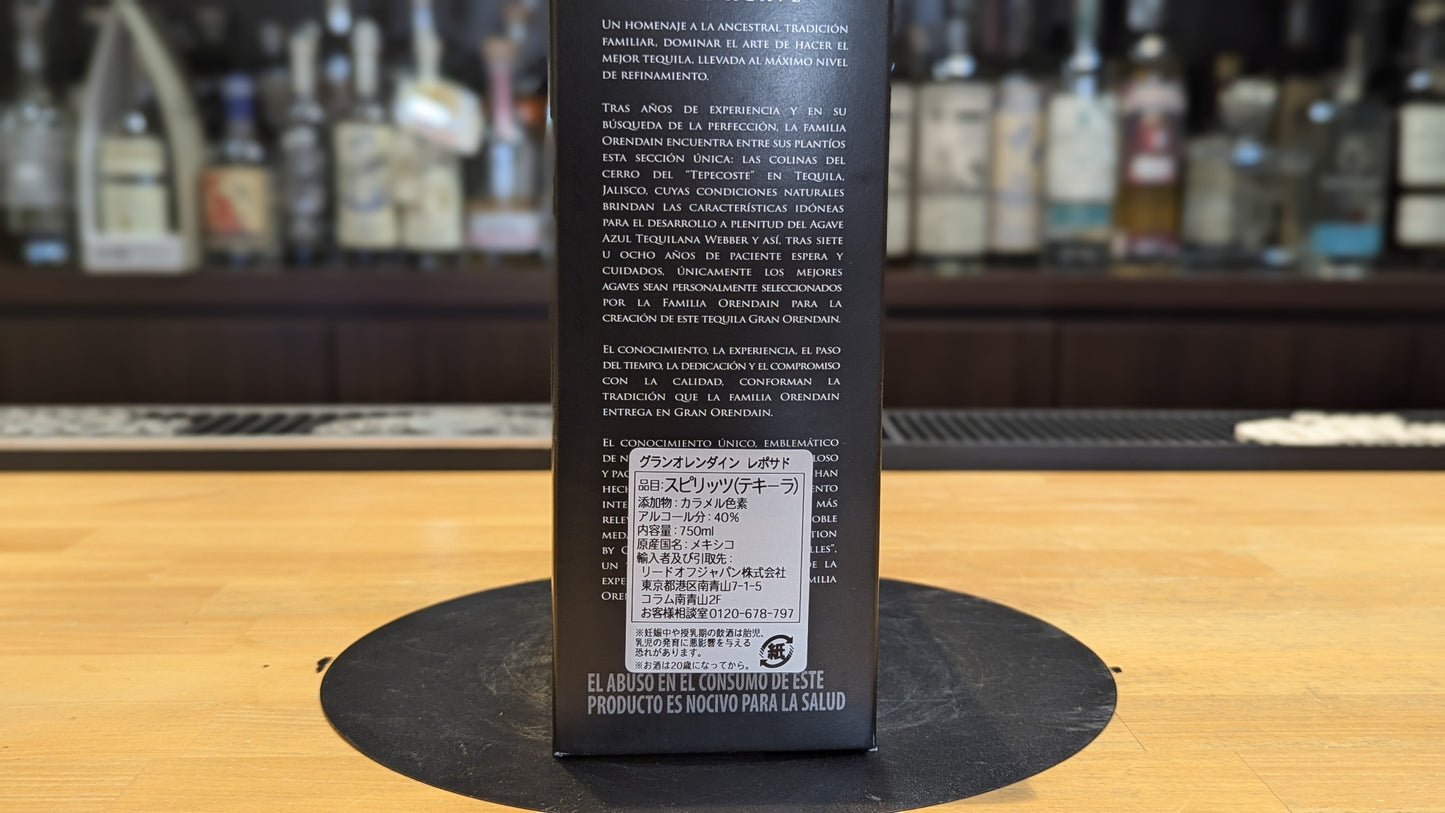 UN HOMENAJE A LA ANCESTRAL TRADICIÓN
FAMILIAR, DOMINAR EL ARTE DE HACER EL
MEJOR TEQUILA, LLEVADA AL MÁXIMO NIVEL
DE REFINAMIENTO.
TRAS AÑOS DE EXPERIENCIA Y EN SU
BÚSQUEDA DE LA PERFECCIÓN, LA FAMILIA
ORENDAIN ENCUENTRA ENTRE SUS PLANTÍOS
ESTA SECCIÓN ÚNICA: LAS COLINAS DEL
CERRO DEL "TEPECOSTE" EN TEQUILA,
JALISCO, CUYAS CONDICIONES NATURALES
BRINDAN LAS CARACTERÍSTICAS IDÓNEAS
PARA EL DESARROLLO A PLENITUD DEL AGAVE
AZUL TEQUILANA WEBBER Y ASÍ, TRAS SIETE
U OCHO AÑOS DE PACIENTE ESPERA Y
CUIDADOS, ÚNICAMENTE LOS MEJORES
AGAVES SEAN PERSONALMENTE SELECCIONADOS
POR LA FAMILIA ORENDAIN PARA LA
CREACIÓN DE ESTE TEQUILA GRAN ORENDAIN.
EL CONOCIMIENTO, LA EXPERIENCIA, EL PASO
DEL TIEMPO, LA DEDICACIÓN Y EL COMPROMISO
CON LA CALIDAD, CONFORMAN LA
TRADICIÓN QUE LA FAMILIA ORENDAIN
ENTREGA EN GRAN ORENDAIN.
EL CONOCIMIENTO ÚNICO, EMBLEMÁTICO
DE
Y HAN
MÁS
BY
UN DE LA
グランオレンダイン レポサド
品目:スピリッツ(テキーラ)
添加物:カラメル色素
アルコール分:40%
内容量:750ml
原産国名:メキシコ
輸入者及び引取先:
リードオフジャパン株式会社
東京都港区南青山7-1-5
コラム南青山2F
お客様相談室0120-678-797
※妊娠中や授乳期の飲酒は胎児、
乳児の発育に悪影響を与える
恐れがあります。
※お酒は20歳になってから。
紙
EL ABUSO EN EL CONSUMO DE ESTE
PRODUCTO ES NOCIVO PARA LA SALUD